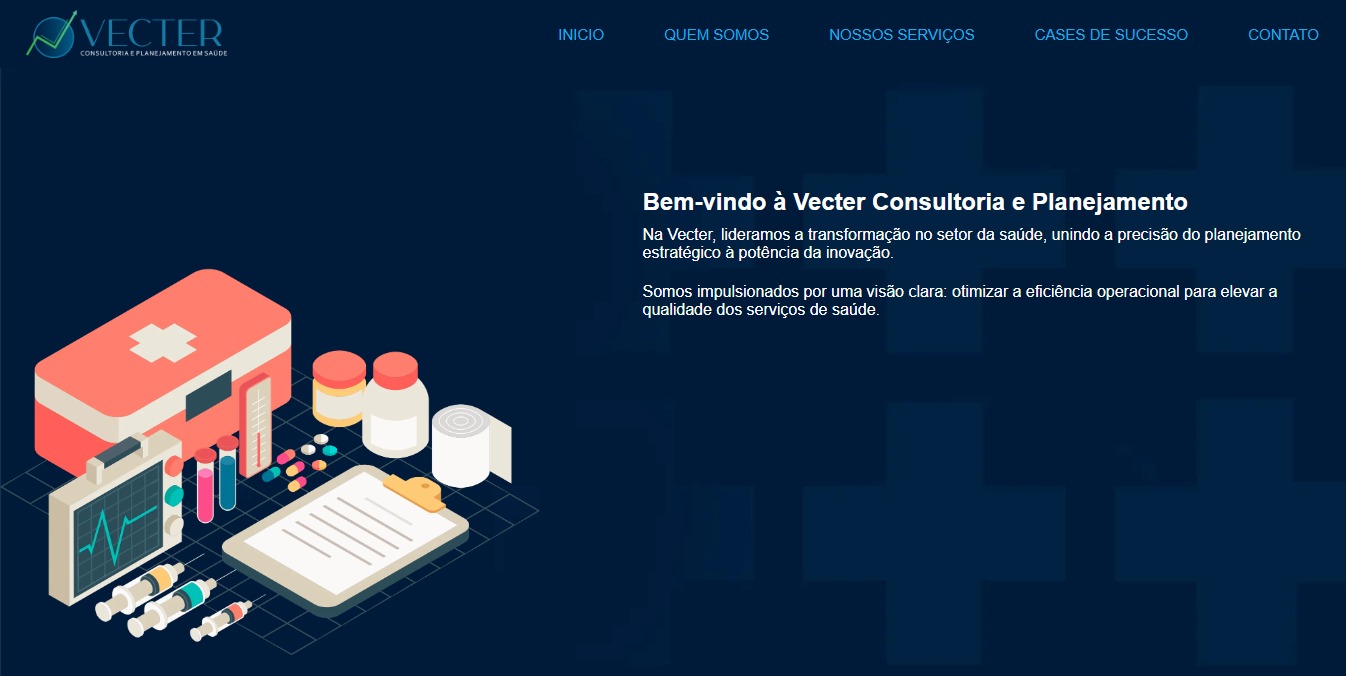 VECTER
CONSULTORIA E PLANEJAMENTO EM SAÚDE
INICIO
QUEM SOMOS
NOSSOS SERVIÇOS
CASES DE SUCESSO
CONTATO
Bem-vindo à Vecter Consultoria e Planejamento
Na Vecter, lideramos a transformação no setor da saúde, unindo a precisão do planejamento
estratégico à potência da inovação.
Somos impulsionados por uma visão clara: otimizar a eficiência operacional para elevar a
qualidade dos serviços de saúde.